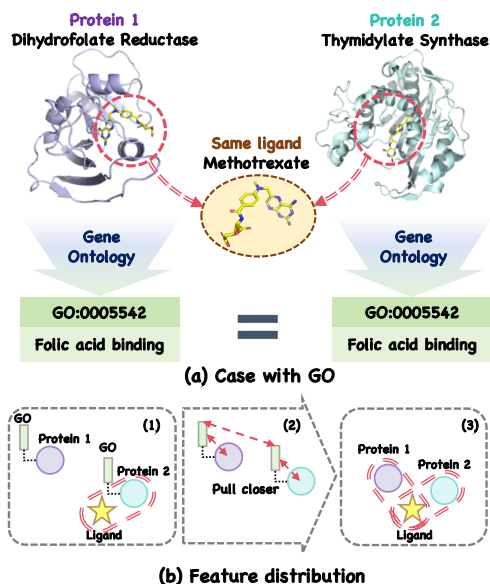 Protein 1
Dihydrofolate Reductase
Protein 2
Thymidylate Synthase
Same ligand
Methotrexate
Gene
Ontology
Gene
Ontology
GO:0005542
Folic acid binding
=
GO:0005542
Folic acid binding
(a) Case with GO
GO
(1)
Protein 1
GO
Protein 2
Ligand
(2)
Pull closer
(3)
Protein 1
Protein 2
Ligand
(b) Feature distribution